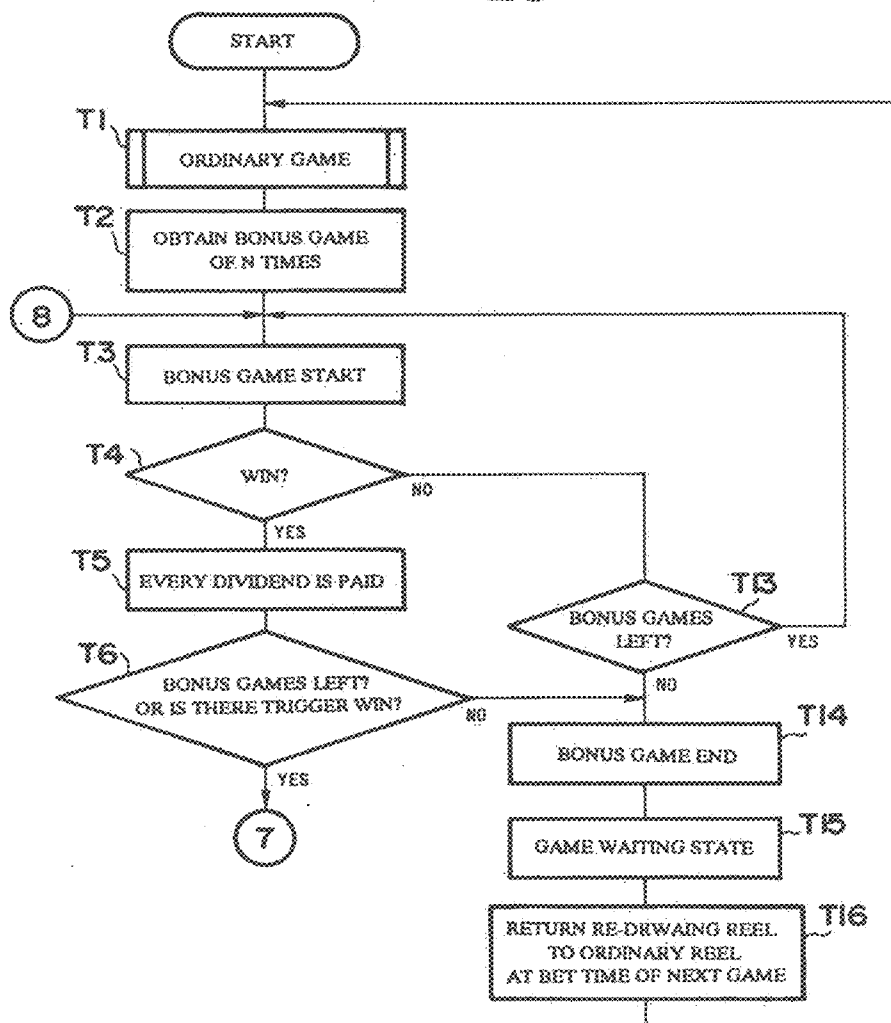 START
T1
ORDINARY GAME
T2
OBTAIN BONUS GAME
OF N TIMES
8
T3
BONUS GAME START
T4
WIN?
NO
YES
T5
EVERY DIVIDEND IS PAID
T13
BONUS GAMES
LEFT?
YES
NO
T6
BONUS GAMES LEFT?
OR IS THERE TRIGGER WIN?
NO
YES
7
T14
BONUS GAME END
T15
GAME WAITING STATE
T16
RETURN RE-DRWAING REEL
TO ORDINARY REEL
AT BET TIME OF NEXT GAME